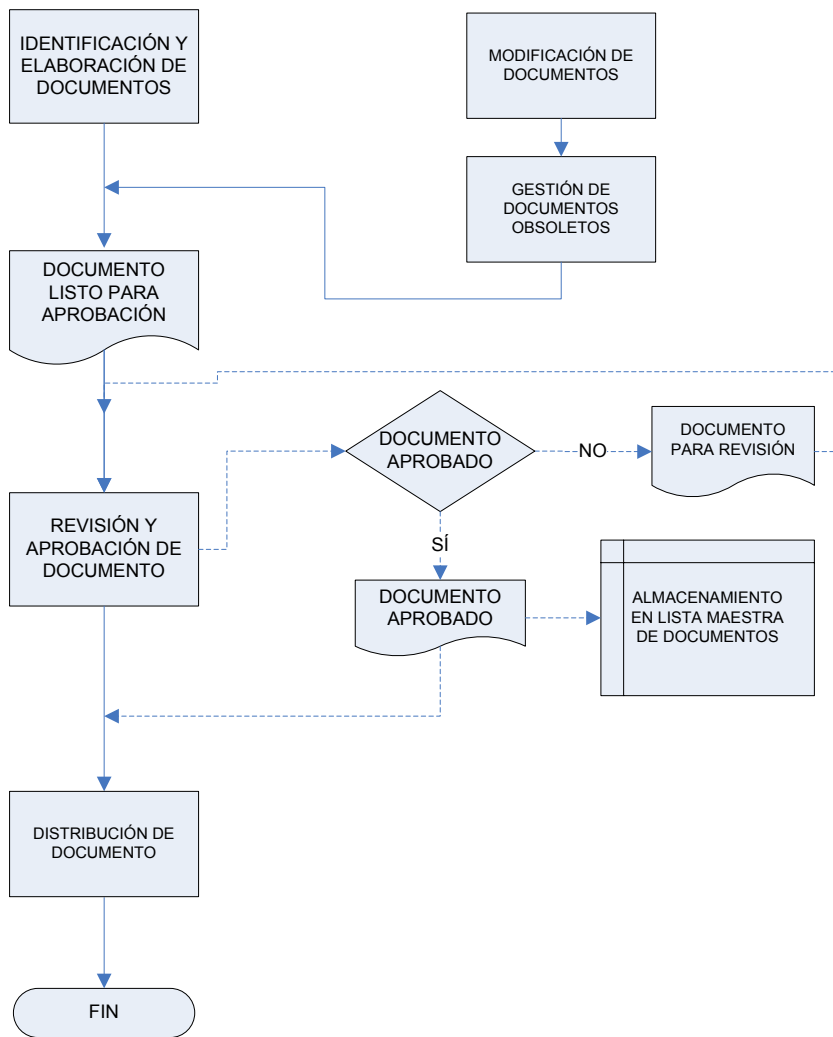 IDENTIFICACIÓN Y
ELABORACIÓN DE
DOCUMENTOS
MODIFICACIÓN DE
DOCUMENTOS
GESTIÓN DE
DOCUMENTOS
OBSOLETOS
DOCUMENTO
LISTO PARA
APROBACIÓN
DOCUMENTO
APROBADO
NO
DOCUMENTO
PARA REVISIÓN
REVISIÓN Y
APROBACIÓN DE
DOCUMENTO
SÍ
DOCUMENTO
APROBADO
ALMACENAMIENTO
EN LISTA MAESTRA
DE DOCUMENTOS
DISTRIBUCIÓN DE
DOCUMENTO
FIN